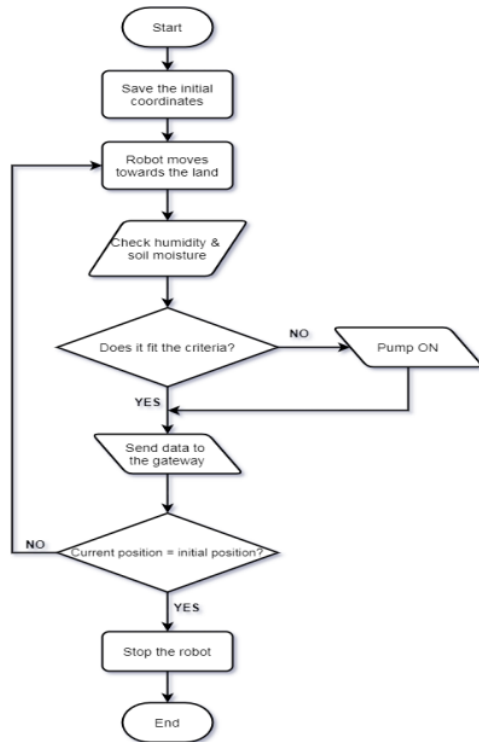 Start
Save the initial
coordinates
Robot moves
towards the land
Check humidity &
soil moisture
Does it fit the criteria?
NO
Pump ON
YES
Send data to
the gateway
NO
Current position = initial position?
YES
Stop the robot
End